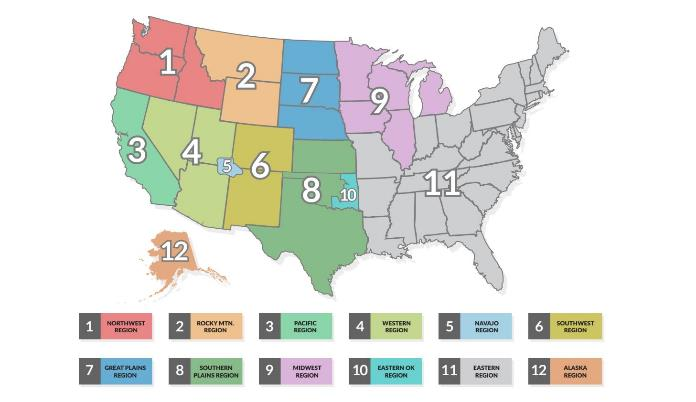 1
2
7
9
3
4
5
6
8
10
11
12
1 NORTHWEST
REGION
2 ROCKY MTN.
REGION
3 PACIFIC
REGION
4 WESTERN
REGION
5 NAVAJO
REGION
6 SOUTHWEST
REGION
7 GREAT PLAINS
REGION
8 SOUTHERN
PLAINS REGION
9 MIDWEST
REGION
10 EASTERN OK
REGION
11 EASTERN
REGION
12 ALASKA
REGION